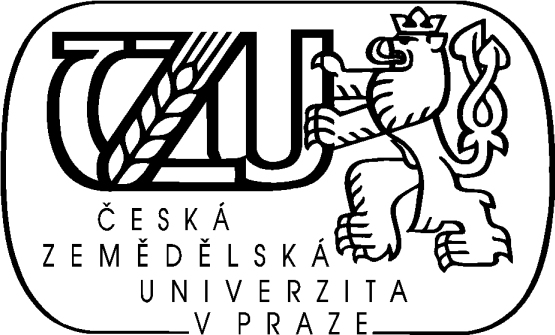 ČZU
ČESKÁ
ZEMĚDĚLSKÁ
UNIVERZITA
V PRAZE